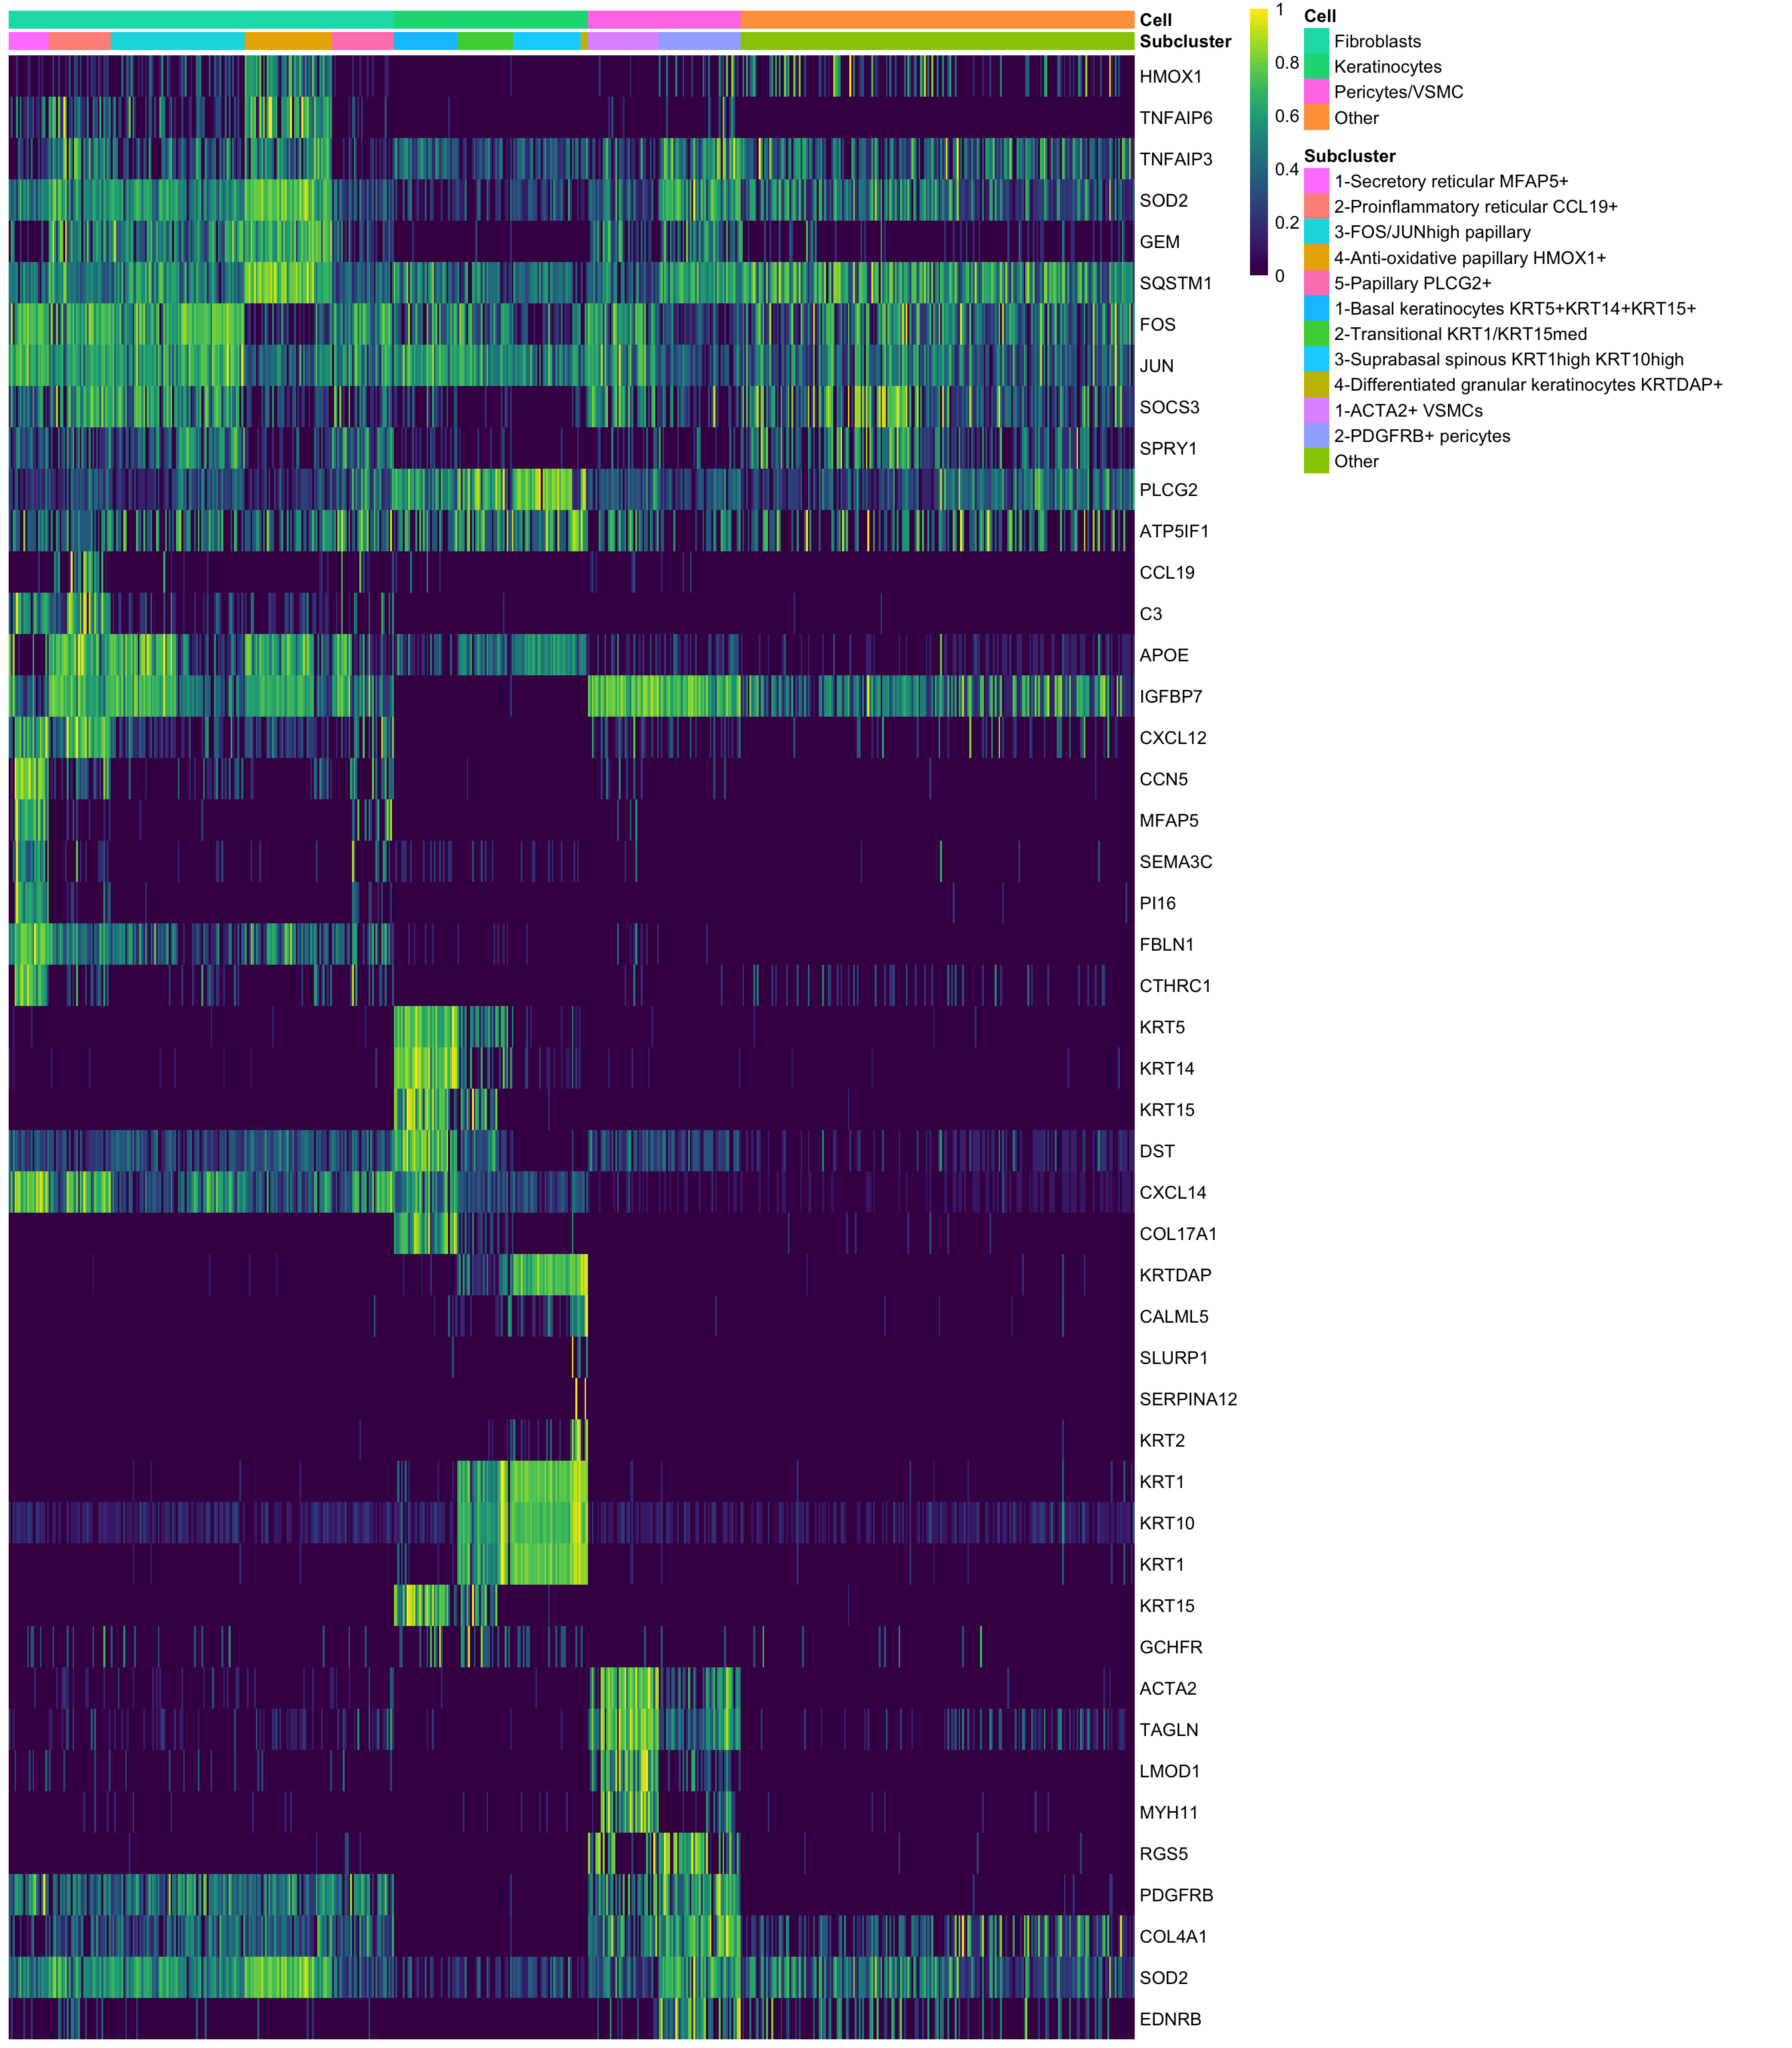 Cell
Subcluster
HMOX1
TNFAIP6
TNFAIP3
SOD2
GEM
SQSTM1
FOS
JUN
SOCS3
SPRY1
PLCG2
ATP5IF1
CCL19
C3
APOE
IGFBP7
CXCL12
CCN5
MFAP5
SEMA3C
PI16
FBLN1
CTHRC1
KRT5
KRT14
KRT15
DST
CXCL14
COL17A1
KRTDAP
CALML5
SLURP1
SERPINA12
KRT2
KRT1
KRT10
KRT1
KRT15
GCHFR
ACTA2
TAGLN
LMOD1
MYH11
RGS5
PDGFRB
COL4A1
SOD2
EDNRB
1
0.8
0.6
0.4
0.2
0
Cell
Fibroblasts
Keratinocytes
Pericytes/VSMC
Other
Subcluster
1-Secretory reticular MFAP5+
2-Proinflammatory reticular CCL19+
3-FOS/JUNhigh papillary
4-Anti-oxidative papillary HMOX1+
5-Papillary PLCG2+
1-Basal keratinocytes KRT5+KRT14+KRT15+
2-Transitional KRT1/KRT15med
3-Suprabasal spinous KRT1high KRT10high
4-Differentiated granular keratinocytes KRTDAP+
1-ACTA2+ VSMCs
2-PDGFRB+ pericytes
Other